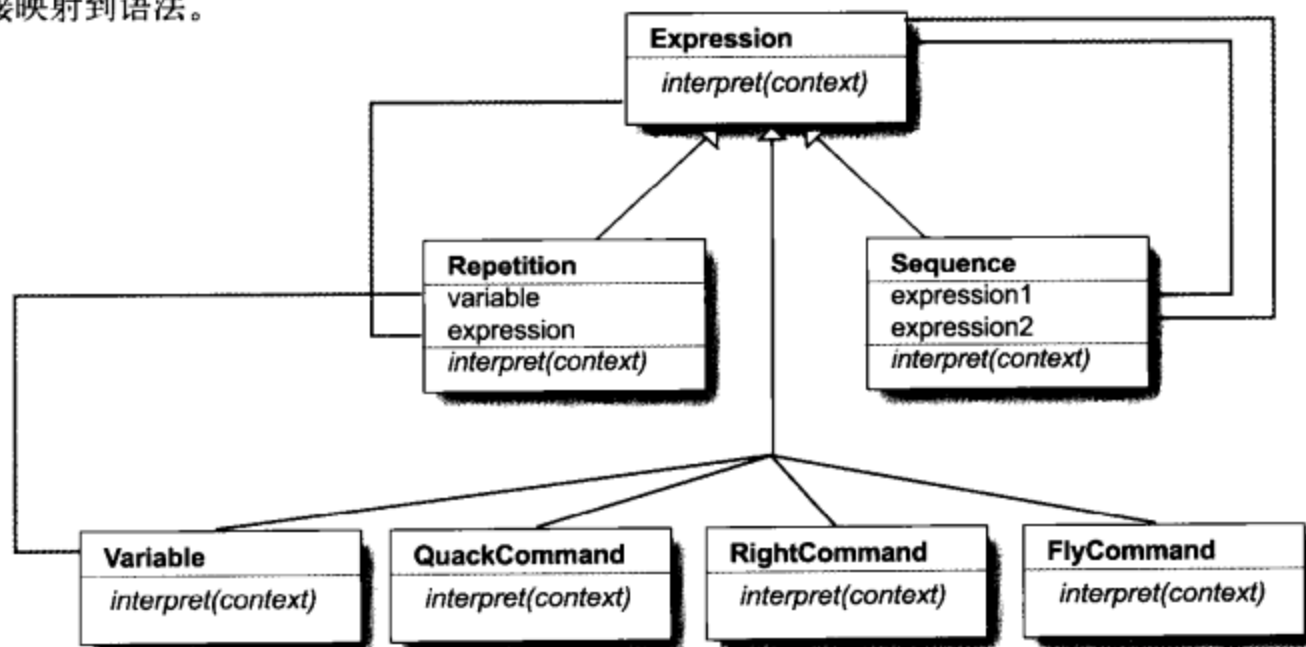 接映射到语法。
Expression
interpret(context)
Repetition
variable
expression
interpret(context)
Sequence
expression1
expression2
interpret(context)
Variable
interpret(context)
QuackCommand
interpret(context)
RightCommand
interpret(context)
FlyCommand
interpret(context)